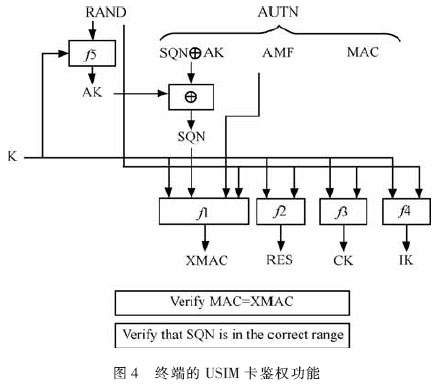 RAND AUTN
f5 SQN⊕AK AMF MAC
AK ⊕
SQN
K
f1 f2 f3 f4
XMAC RES CK IK
Verify MAC=XMAC
Verify that SQN is in the correct range
图 4 终端的 USIM 卡鉴权功能